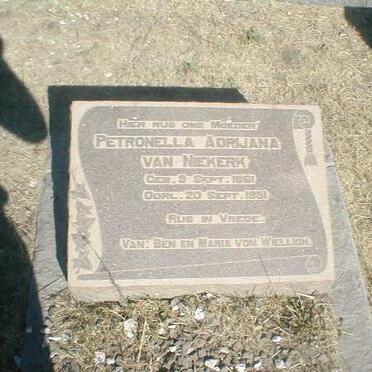 HIER RUS ONS MOEDER
PETRONELLA ADRIJANA
VAN NIEKERK
GEB. 9 SEPT. 1861
OORL. 20 SEPT. 1951
RUS IN VREDE.
VAN: BEN EN MARIA VON WIELLIGH.